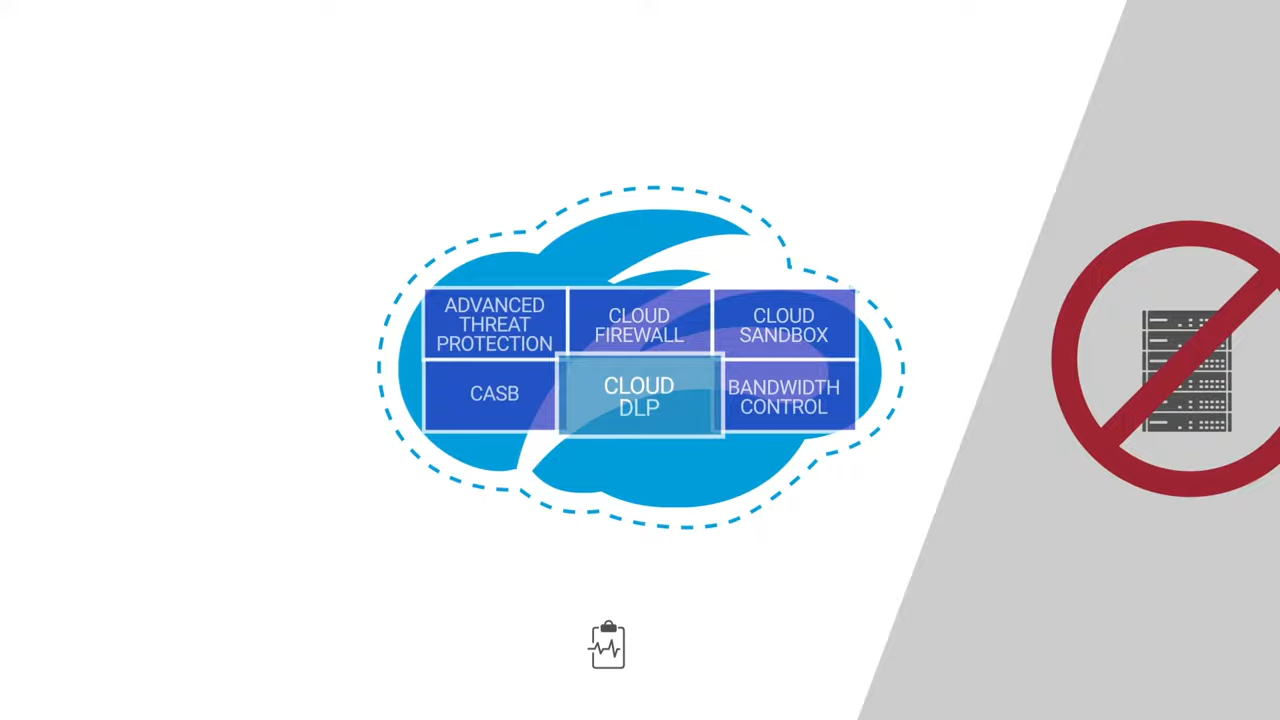 ADVANCED
THREAT
PROTECTION
CLOUD
FIREWALL
CLOUD
SANDBOX
CASB
CLOUD
DLP
BANDWIDTH
CONTROL